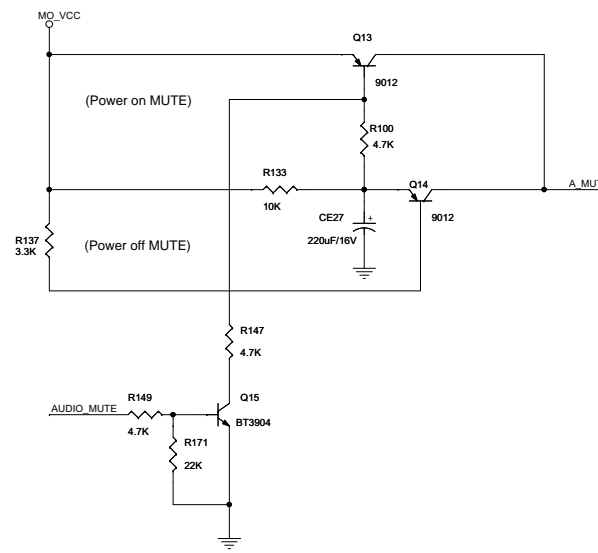 MO_VCC
Q13
9012
(Power on MUTE)
R100
4.7K
R133
10K
Q14
9012
A_MUT
CE27
+
220uF/16V
R137
3.3K
(Power off MUTE)
R147
4.7K
AUDIO_MUTE
R149
4.7K
Q15
BT3904
R171
22K